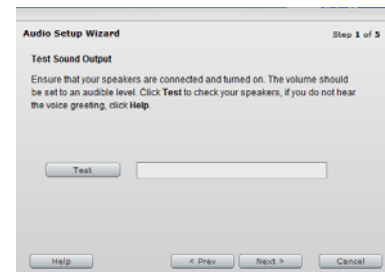 Audio Setup Wizard Step 1 of 5
Test Sound Output
Ensure that your speakers are connected and turned on. The volume should
be set to an audible level. Click Test to check your speakers, if you do not hear
the voice greeting, click Help.
Test
Help < Prev Next > Cancel